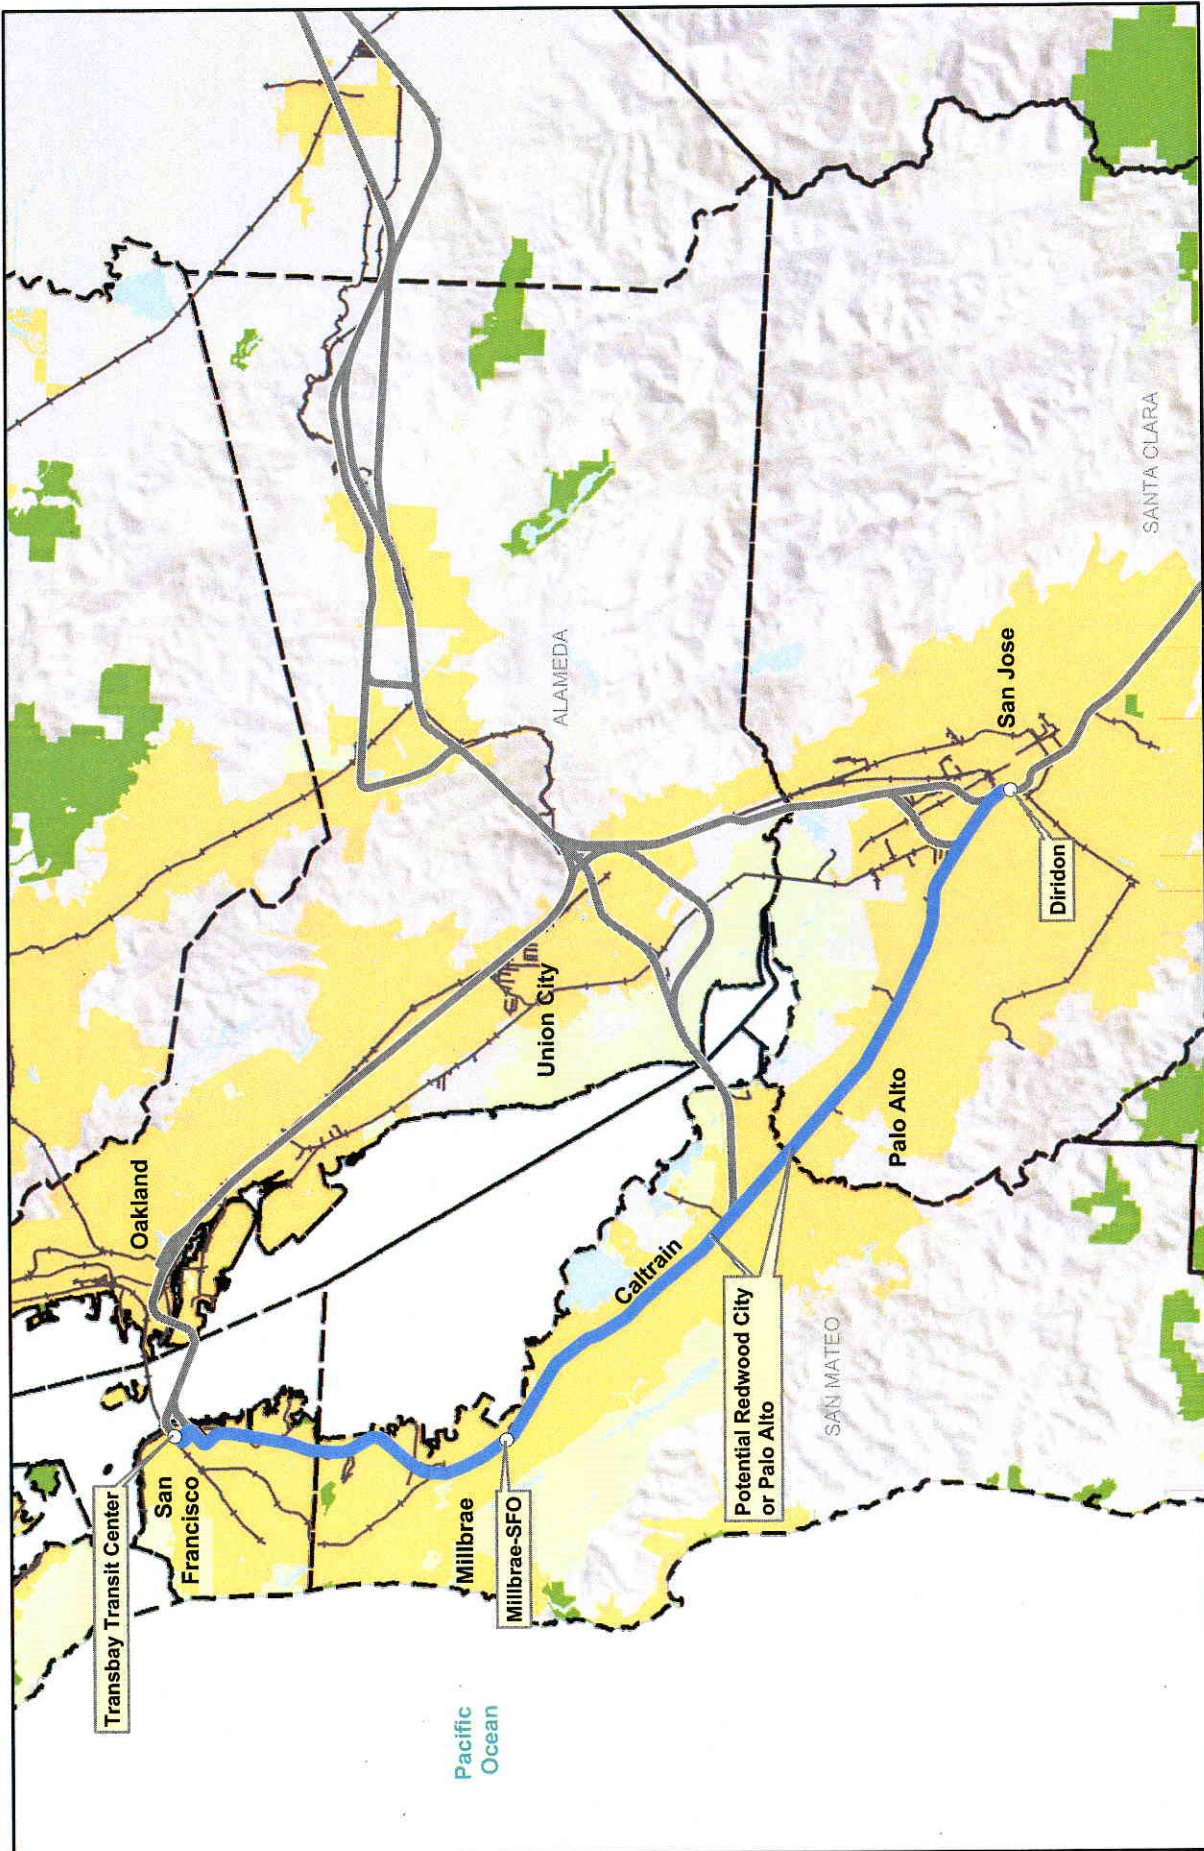 Transbay Transit Center
San
Francisco
Oakland
Millbrae
Millbrae-SFO
Pacific
Ocean
Union City
ALAMEDA
Caltrain
Potential Redwood City
or Palo Alto
SAN MATEO
Palo Alto
San Jose
Diridon
SANTA CLARA